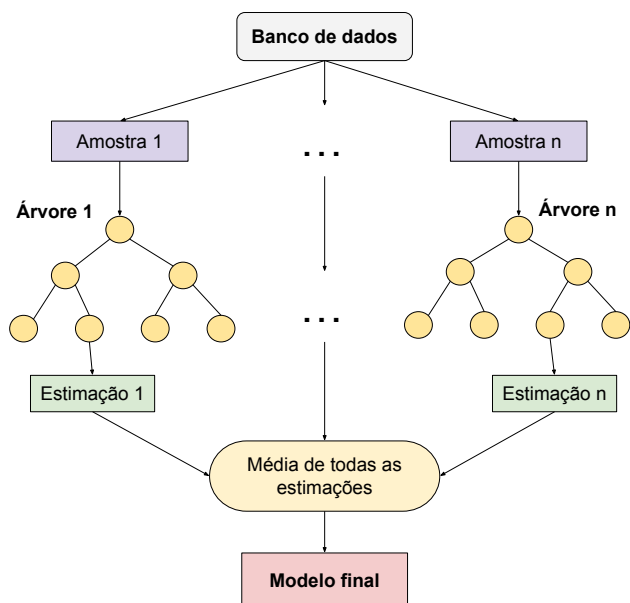 Banco de dados
Amostra 1
...
Amostra n
Árvore 1
Árvore n
...
Estimação 1
Estimação n
Média de todas as
estimações
Modelo final